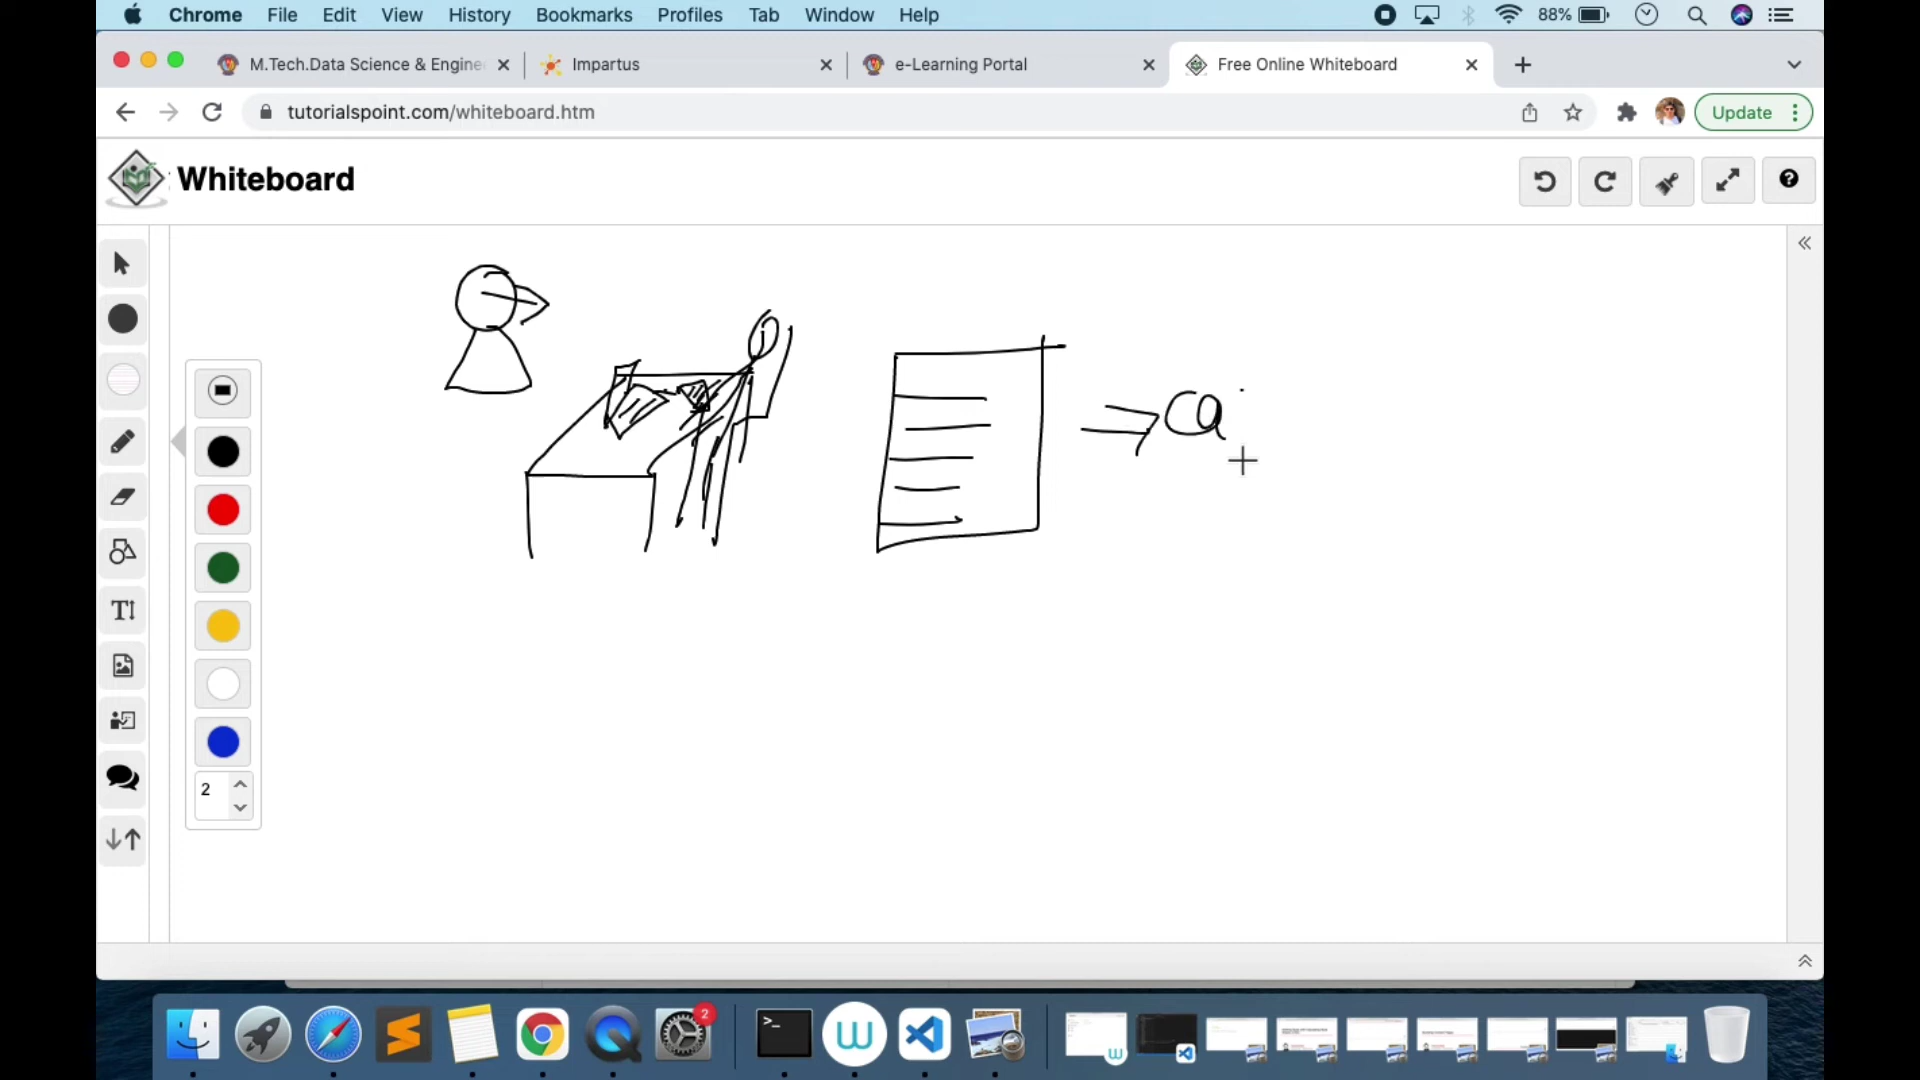 Chrome File Edit View History Bookmarks Profiles Tab Window Help 88%
M.Tech.Data Science & Engine Impartus e-Learning Portal Free Online Whiteboard
tutorialspoint.com/whiteboard.htm Update
Whiteboard
ca
2
2